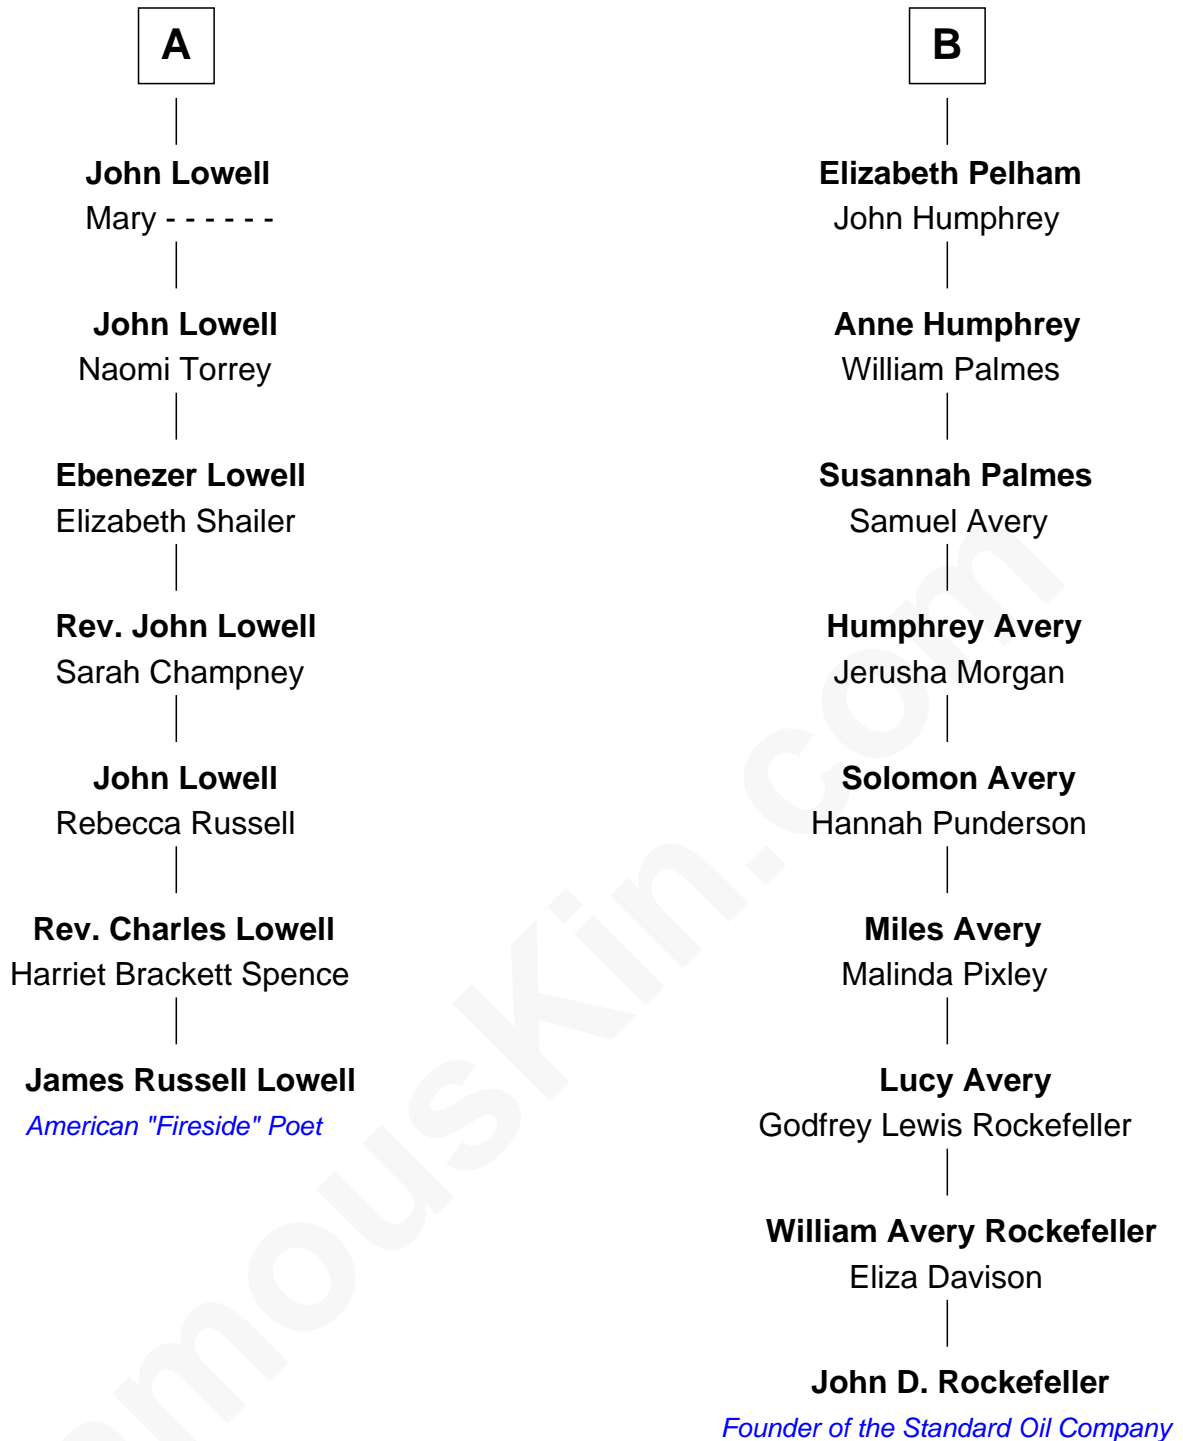 A
John Lowell
Mary - - - - - -
John Lowell
Naomi Torrey
Ebenezer Lowell
Elizabeth Shailer
Rev. John Lowell
Sarah Champney
John Lowell
Rebecca Russell
Rev. Charles Lowell
Harriet Brackett Spence
James Russell Lowell
American "Fireside" Poet
B
Elizabeth Pelham
John Humphrey
Anne Humphrey
William Palmes
Susannah Palmes
Samuel Avery
Humphrey Avery
Jerusha Morgan
Solomon Avery
Hannah Punderson
Miles Avery
Malinda Pixley
Lucy Avery
Godfrey Lewis Rockefeller
William Avery Rockefeller
Eliza Davison
John D. Rockefeller
Founder of the Standard Oil Company
mouskin.com